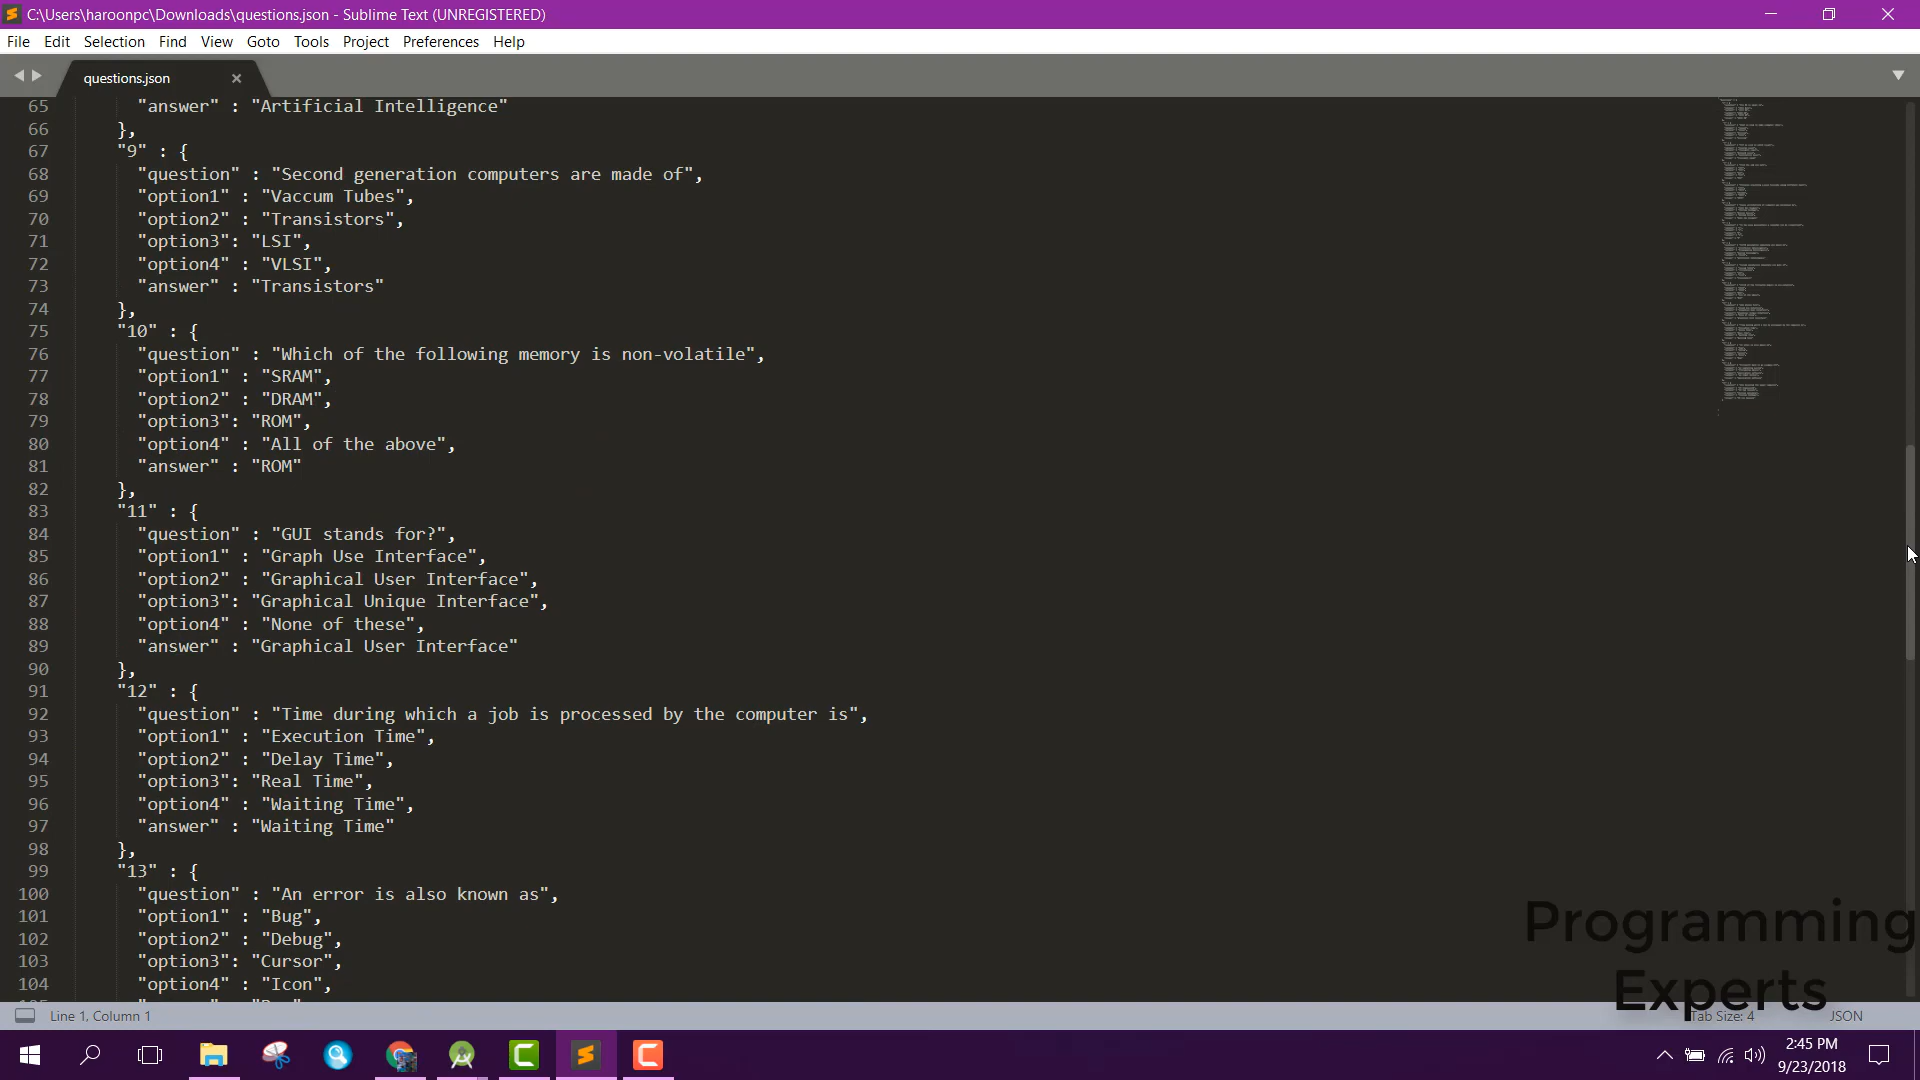 C:\Users\haroonpc\Downloads\questions.json - Sublime Text (UNREGISTERED)
File Edit Selection Find View Goto Tools Project Preferences Help
questions.json
65 "answer" : "Artificial Intelligence"
66 },
67 "9" : {
68 "question" : "Second generation computers are made of",
69 "option1" : "Vaccum Tubes",
70 "option2" : "Transistors",
71 "option3": "LSI",
72 "option4" : "VLSI",
73 "answer" : "Transistors"
74 },
75 "10" : {
76 "question" : "Which of the following memory is non-volatile",
77 "option1" : "SRAM",
78 "option2" : "DRAM",
79 "option3": "ROM",
80 "option4" : "All of the above",
81 "answer" : "ROM"
82 },
83 "11" : {
84 "question" : "GUI stands for?",
85 "option1" : "Graph Use Interface",
86 "option2" : "Graphical User Interface",
87 "option3": "Graphical Unique Interface",
88 "option4" : "None of these",
89 "answer" : "Graphical User Interface"
90 },
91 "12" : {
92 "question" : "Time during which a job is processed by the computer is",
93 "option1" : "Execution Time",
94 "option2" : "Delay Time",
95 "option3": "Real Time",
96 "option4" : "Waiting Time",
97 "answer" : "Waiting Time"
98 },
99 "13" : {
100 "question" : "An error is also known as",
101 "option1" : "Bug",
102 "option2" : "Debug",
103 "option3": "Cursor",
104 "option4" : "Icon",
Programming
Experts
Line 1, Column 1
Tab Size: 4
JSON
2:45 PM
9/23/2018